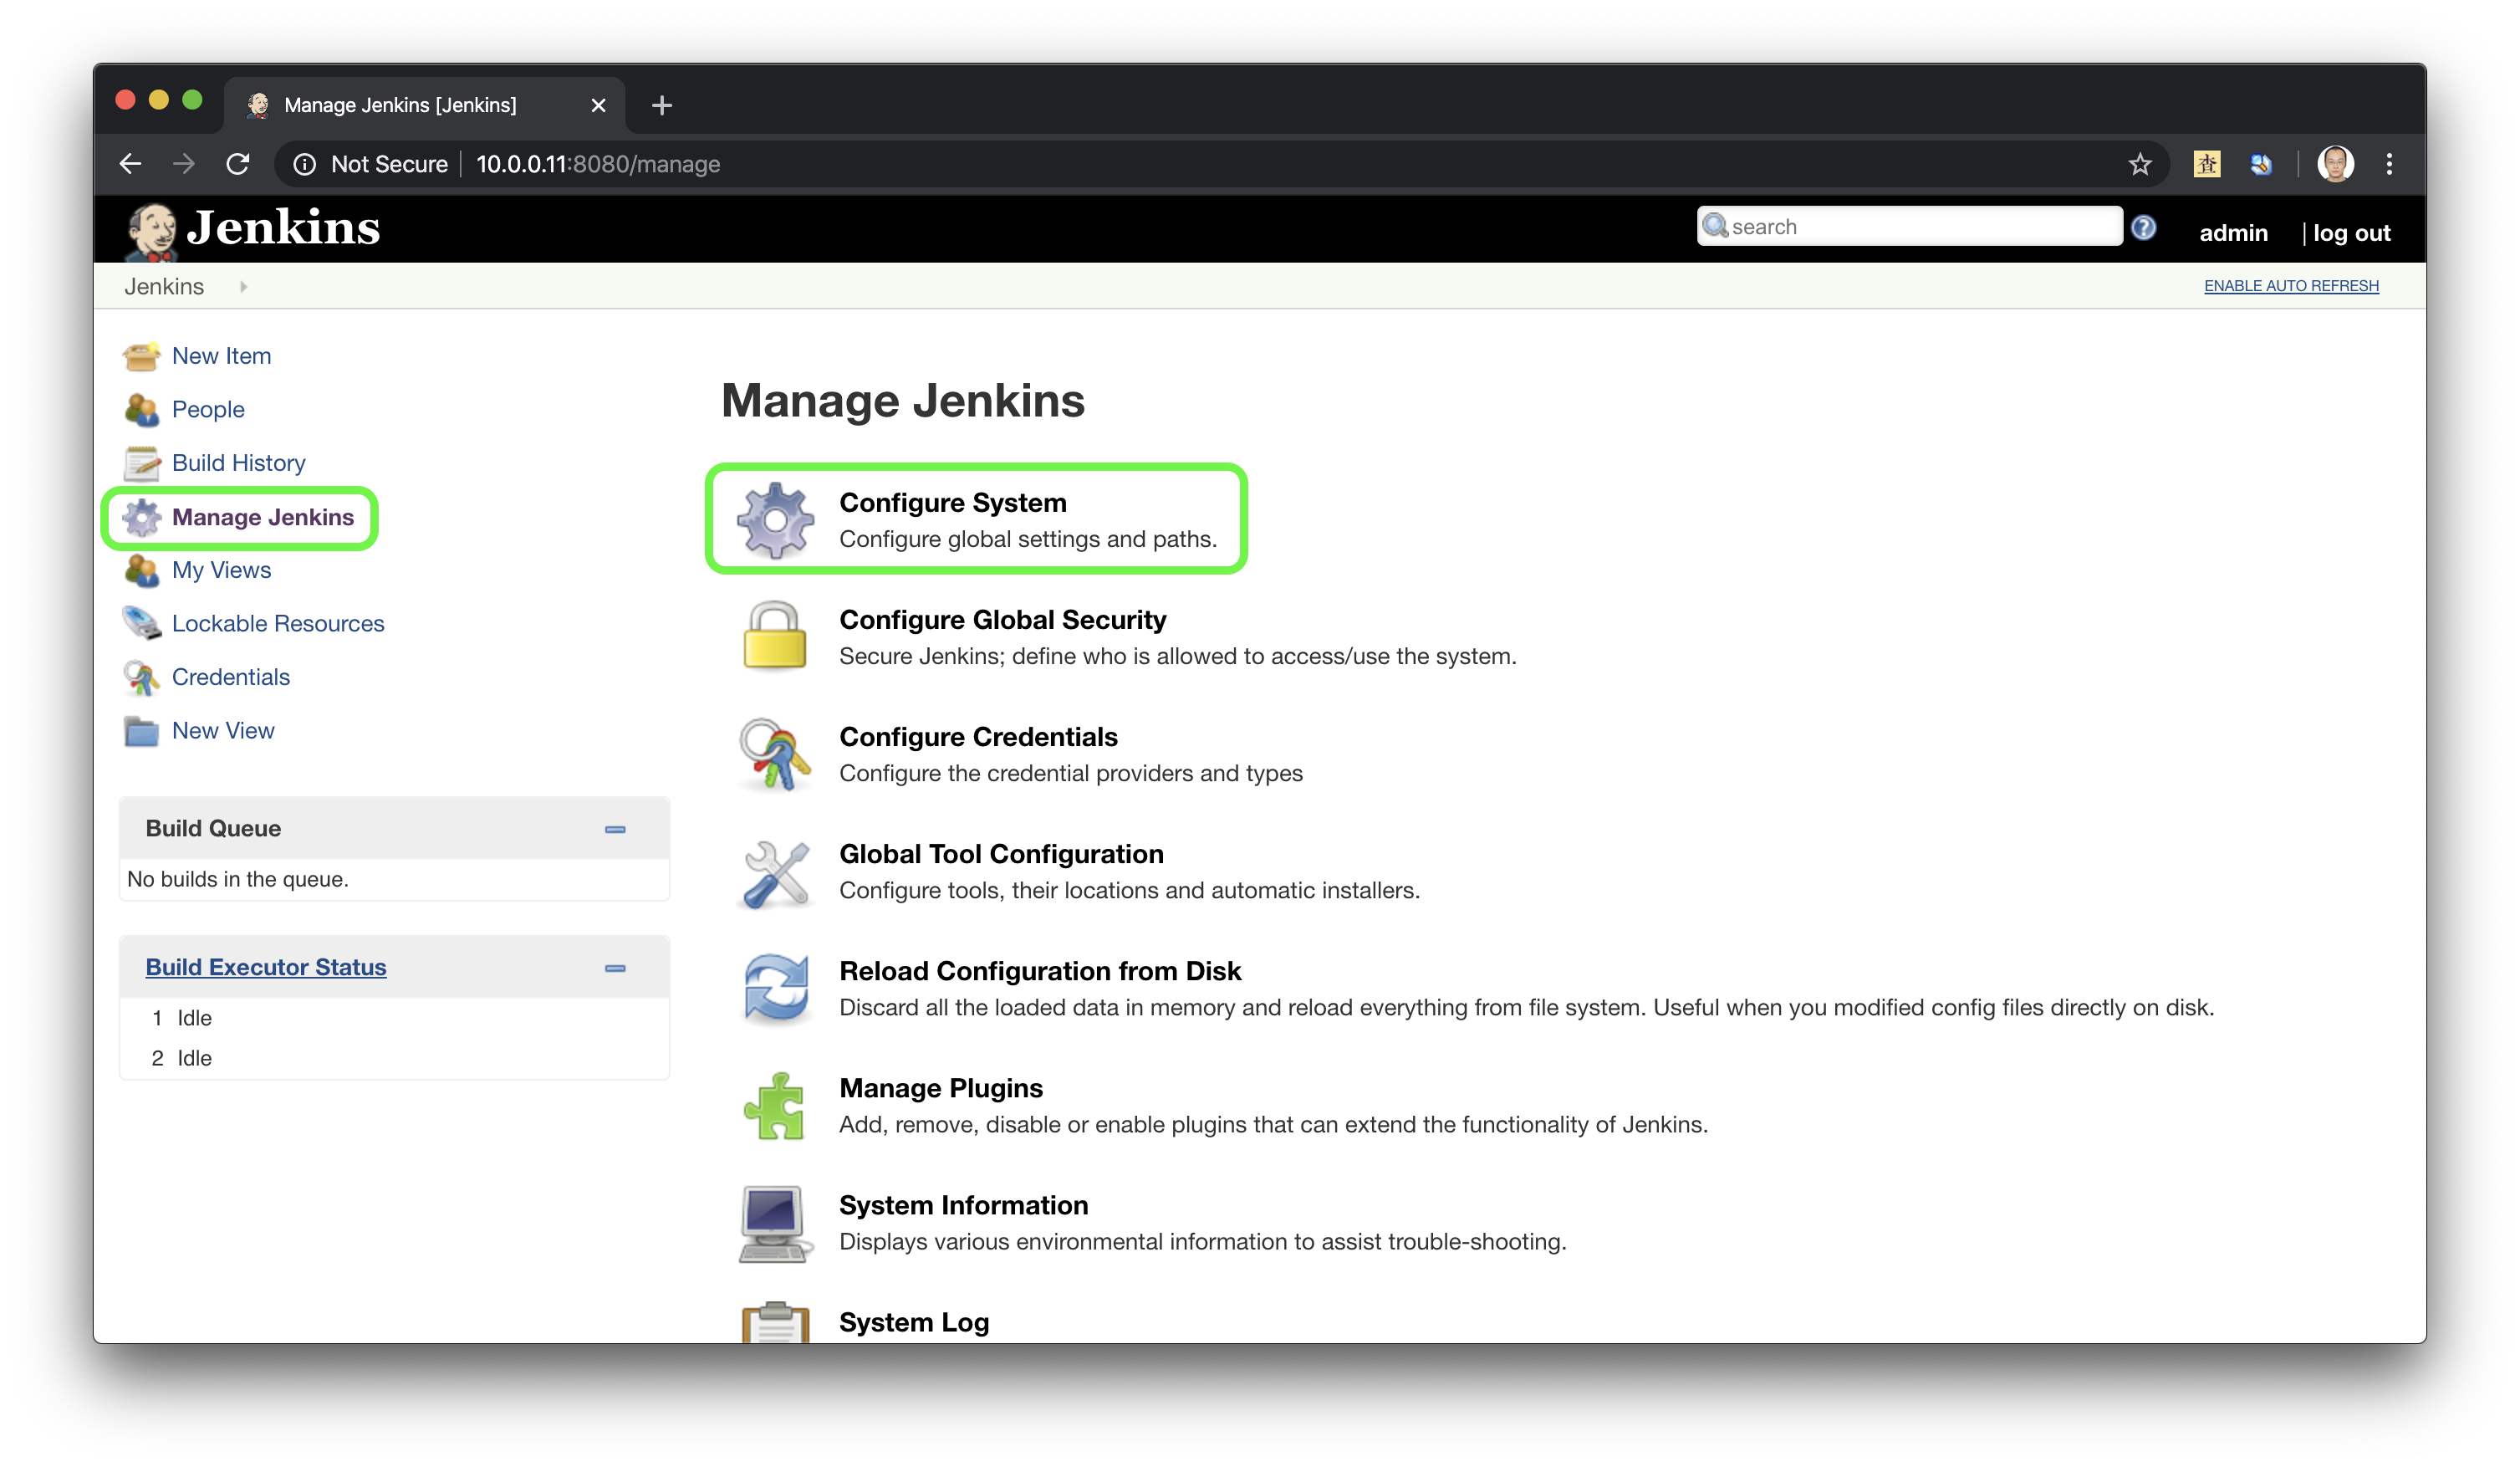 Manage Jenkins [Jenkins]
Not Secure 10.0.0.11:8080/manage
查
Jenkins
search
admin | log out
Jenkins
ENABLE AUTO REFRESH
New Item
People
Build History
Manage Jenkins
My Views
Lockable Resources
Credentials
New View
Build Queue
No builds in the queue.
Build Executor Status
1 Idle
2 Idle
Manage Jenkins
Configure System
Configure global settings and paths.
Configure Global Security
Secure Jenkins; define who is allowed to access/use the system.
Configure Credentials
Configure the credential providers and types
Global Tool Configuration
Configure tools, their locations and automatic installers.
Reload Configuration from Disk
Discard all the loaded data in memory and reload everything from file system. Useful when you modified config files directly on disk.
Manage Plugins
Add, remove, disable or enable plugins that can extend the functionality of Jenkins.
System Information
Displays various environmental information to assist trouble-shooting.
System Log